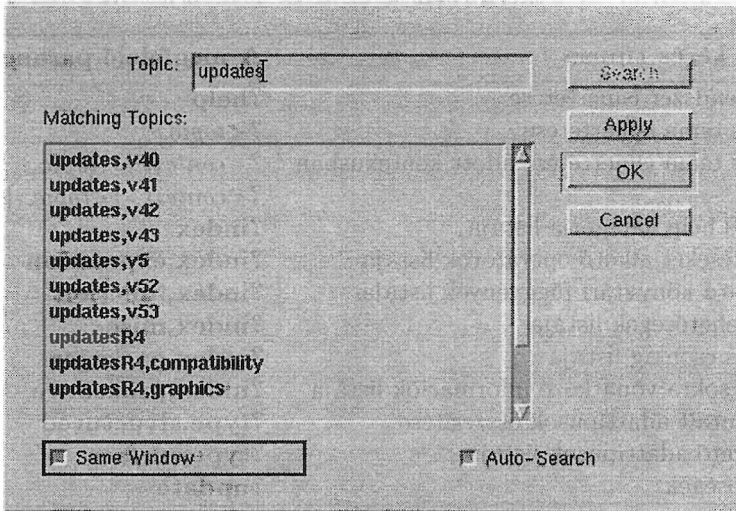 Topic: updates
Search
Matching Topics:
Apply
OK
Cancel
updates,v40
updates,v41
updates,v42
updates,v43
updates,v5
updates,v52
updates,v53
updatesR4
updatesR4,compatibility
updatesR4,graphics
Same Window
Auto-Search